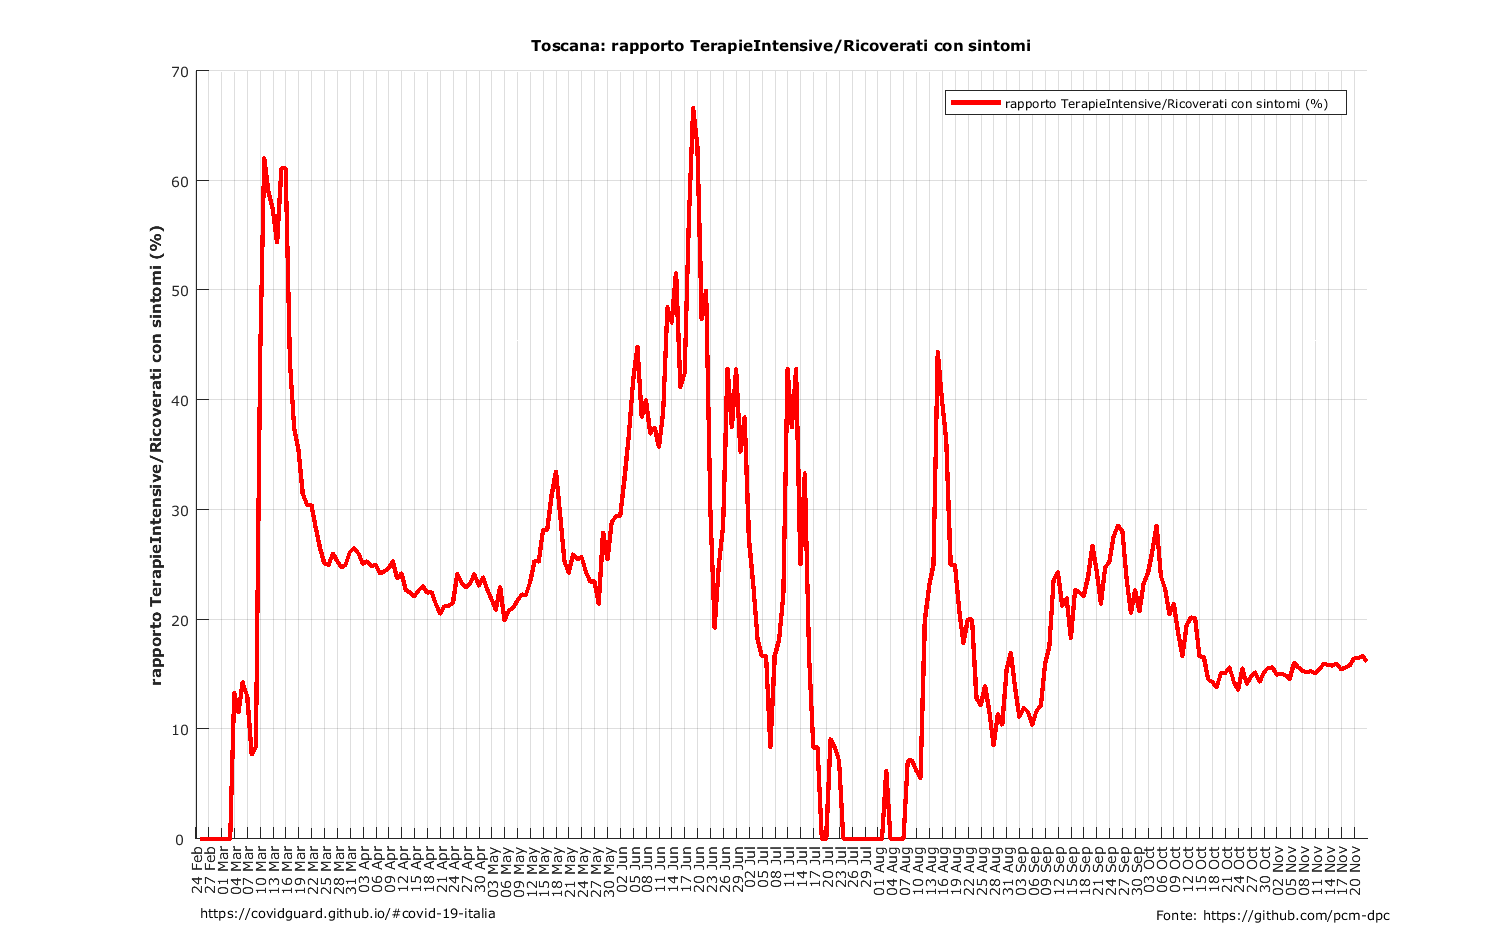 Toscana: rapporto TerapieIntensive/Ricoverati con sintomi
rapporto TerapieIntensive/Ricoverati con sintomi (%)
rapporto TerapieIntensive/Ricoverati con sintomi (%)
70
60
50
40
30
20
10
0
24 Feb
27 Feb
01 Mar
04 Mar
07 Mar
10 Mar
13 Mar
16 Mar
19 Mar
22 Mar
25 Mar
28 Mar
31 Mar
03 Apr
06 Apr
09 Apr
12 Apr
15 Apr
18 Apr
21 Apr
24 Apr
27 Apr
30 Apr
03 May
06 May
09 May
12 May
15 May
18 May
21 May
24 May
27 May
30 May
02 Jun
05 Jun
08 Jun
11 Jun
14 Jun
17 Jun
20 Jun
23 Jun
26 Jun
29 Jun
02 Jul
05 Jul
08 Jul
11 Jul
14 Jul
17 Jul
20 Jul
23 Jul
26 Jul
29 Jul
01 Aug
04 Aug
07 Aug
10 Aug
13 Aug
16 Aug
19 Aug
22 Aug
25 Aug
28 Aug
31 Aug
03 Sep
06 Sep
09 Sep
12 Sep
15 Sep
18 Sep
21 Sep
24 Sep
27 Sep
30 Sep
03 Oct
06 Oct
09 Oct
12 Oct
15 Oct
18 Oct
21 Oct
24 Oct
27 Oct
30 Oct
02 Nov
05 Nov
08 Nov
11 Nov
14 Nov
17 Nov
20 Nov
https://covidguard.github.io/#covid-19-italia
Fonte: https://github.com/pcm-dpc